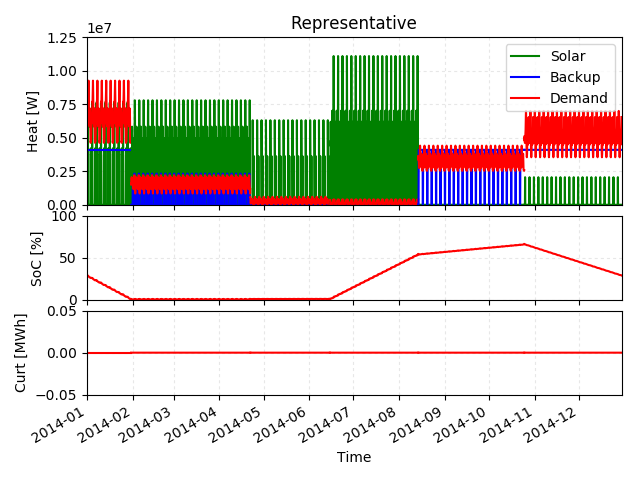 Representative
1e7
1.25
1.00
0.75
0.50
0.25
0.00
Heat [W]
Solar
Backup
Demand
100
50
0
SoC [%]
0.05
0.00
−0.05
Curt [MWh]
2014-01
2014-02
2014-03
2014-04
2014-05
2014-06
2014-07
2014-08
2014-09
2014-10
2014-11
2014-12
Time